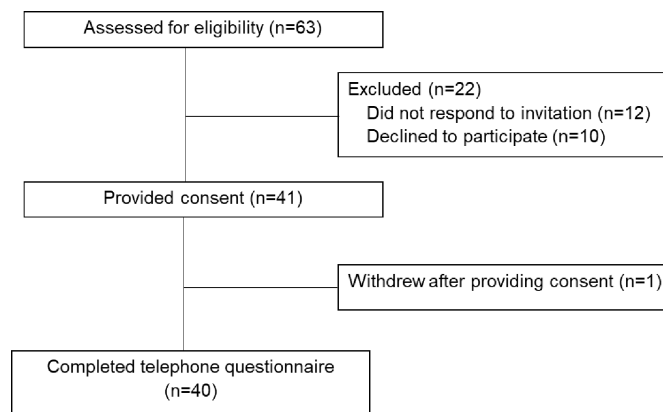 Assessed for eligibility (n=63)
Excluded (n=22)
Did not respond to invitation (n=12)
Declined to participate (n=10)
Provided consent (n=41)
Withdrew after providing consent (n=1)
Completed telephone questionnaire
(n=40)